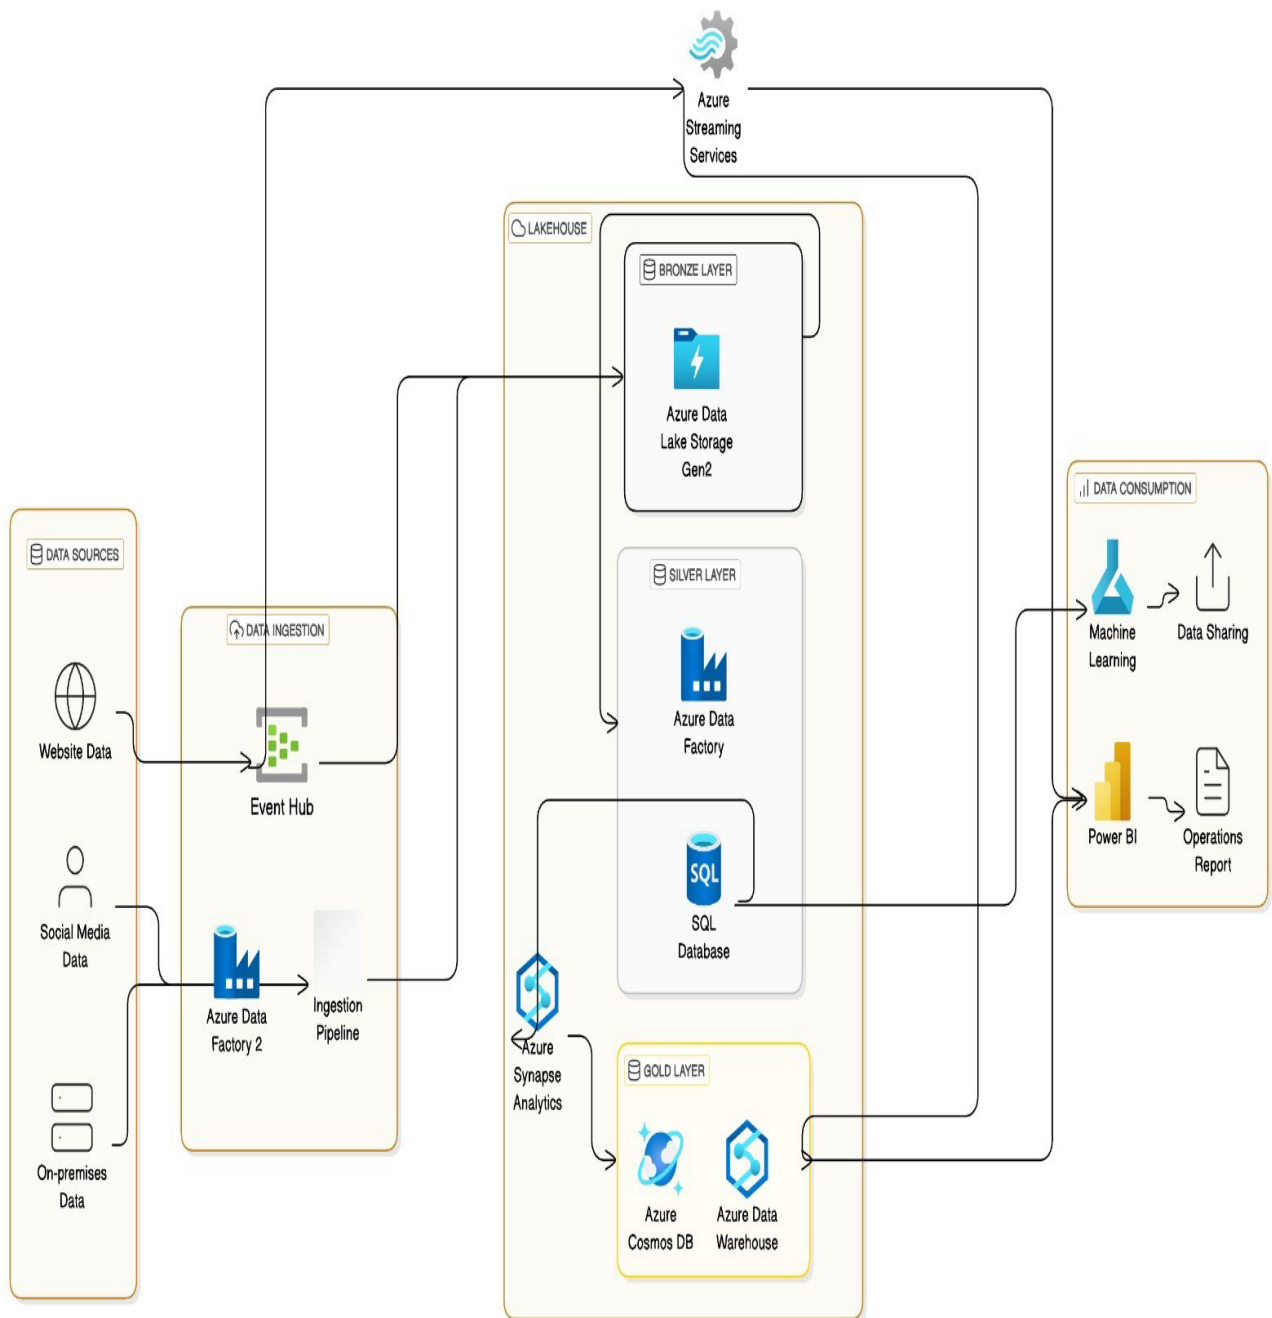 Azure
Streaming
Services
LAKEHOUSE
BRONZE LAYER
Azure Data
Lake Storage
Gen2
DATA CONSUMPTION
DATA SOURCES
SILVER LAYER
Machine
Learning
Data Sharing
DATA INGESTION
Azure Data
Factory
Website Data
Event Hub
Power BI
Operations
Report
SQL
SQL
Database
Social Media
Data
Azure Data
Factory 2
Ingestion
Pipeline
Azure
Synapse
Analytics
GOLD LAYER
On-premises
Data
Azure
Cosmos DB
Azure Data
Warehouse